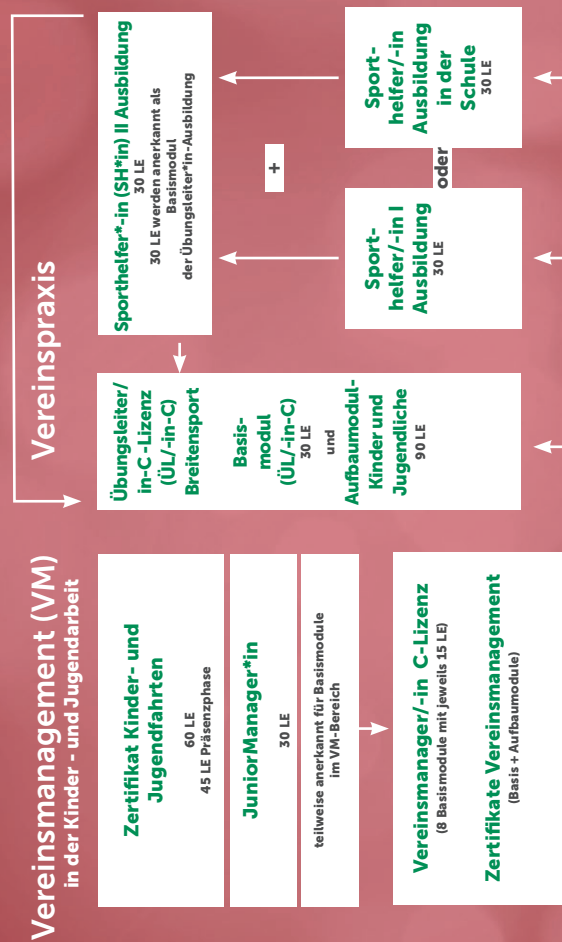 Vereinsmanagement (VM)
in der Kinder - und Jugendarbeit
Zertifikat Kinder- und
Jugendfahrten
60 LE
45 LE Präsenzphase
JuniorManager*in
30 LE
teilweise anerkannt für Basismodule
im VM-Bereich
Vereinsmanager/-in C-Lizenz
(8 Basismodule mit jeweils 15 LE)
Zertifikate Vereinsmanagement
(Basis + Aufbaumodule)
Vereinspraxis
Übungsleiter/
in-C -Lizenz
(ÜL/-in-C)
Breitensport
Basis-
modul
(ÜL/-in-C)
30 LE
und
Aufbaumodul-
Kinder und
Jugendliche
90 LE
Sporthelfer*-in (SH*in) II Ausbildung
30 LE
30 LE werden anerkannt als
Basismodul
der Übungsleiter*in-Ausbildung
+
Sport-
helfer/-in I
Ausbildung
30 LE
oder
Sport-
helfer/-in
Ausbildung
in der
Schule
30 LE